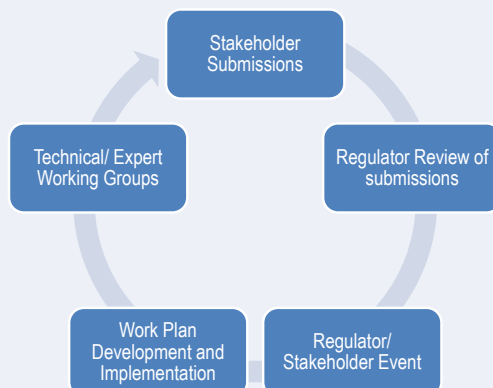 Stakeholder
Submissions
Regulator Review of
submissions
Regulator/
Stakeholder Event
Work Plan
Development and
Implementation
Technical/ Expert
Working Groups